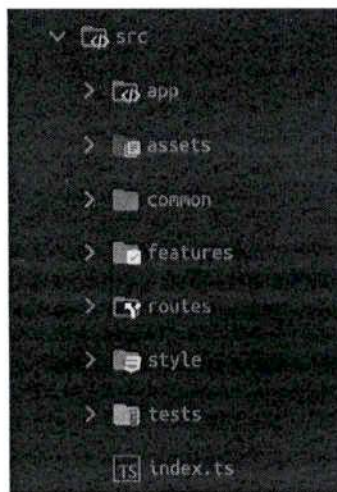 src
app
assets
common
features
routes
style
tests
TS index.ts